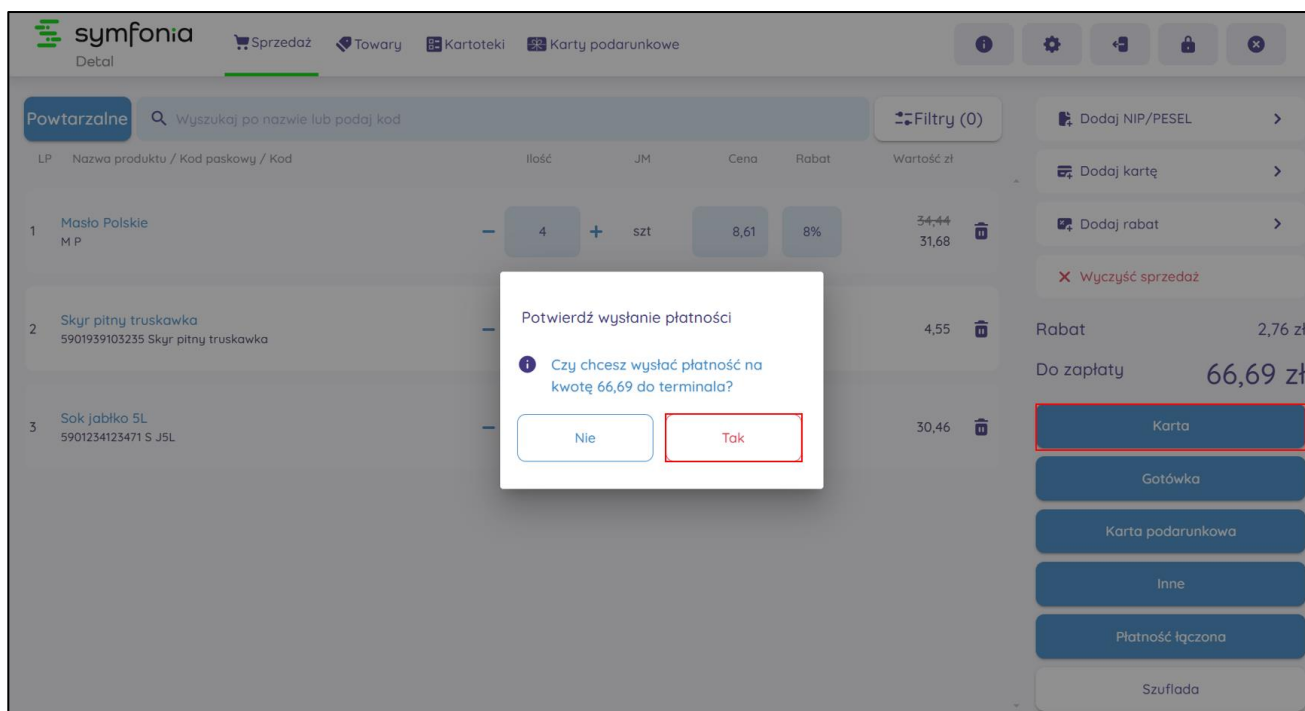 symfonia
Detal
Sprzedaż Towary Kartoteki Karty podarunkowe
Powtarzalne Wyszukaj po nazwie lub podaj kod Filtry (0)
LP Nazwa produktu / Kod paskowy / Kod Ilość JM Cena Rabat Wartość zł
1 Masło Polskie
M P
4 szt 8,61 8% 34,44
31,68
2 Skyr pitny truskawka
5901939103235 Skyr pitny truskawka
4,55
3 Sok jabłko 5L
5901234123471 S J5L
30,46
Potwierdź wysłanie płatności
Czy chcesz wysłać płatność na
kwotę 66,69 do terminala?
Nie Tak
Dodaj NIP/PESEL
Dodaj kartę
Dodaj rabat
Wyczyść sprzedaż
Rabat 2,76 zł
Do zapłaty 66,69 zł
Karta
Gotówka
Karta podarunkowa
Inne
Płatność łączona
Szuflada